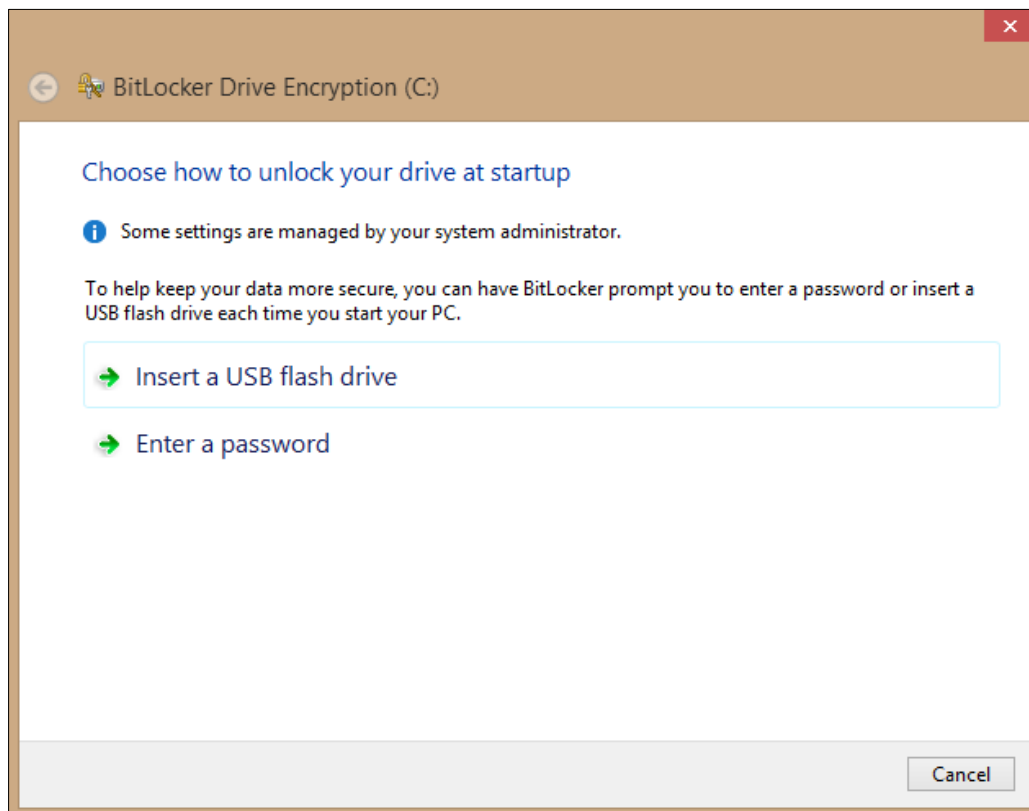 BitLocker Drive Encryption (C:)
Choose how to unlock your drive at startup
Some settings are managed by your system administrator.
To help keep your data more secure, you can have BitLocker prompt you to enter a password or insert a
USB flash drive each time you start your PC.
Insert a USB flash drive
Enter a password
Cancel